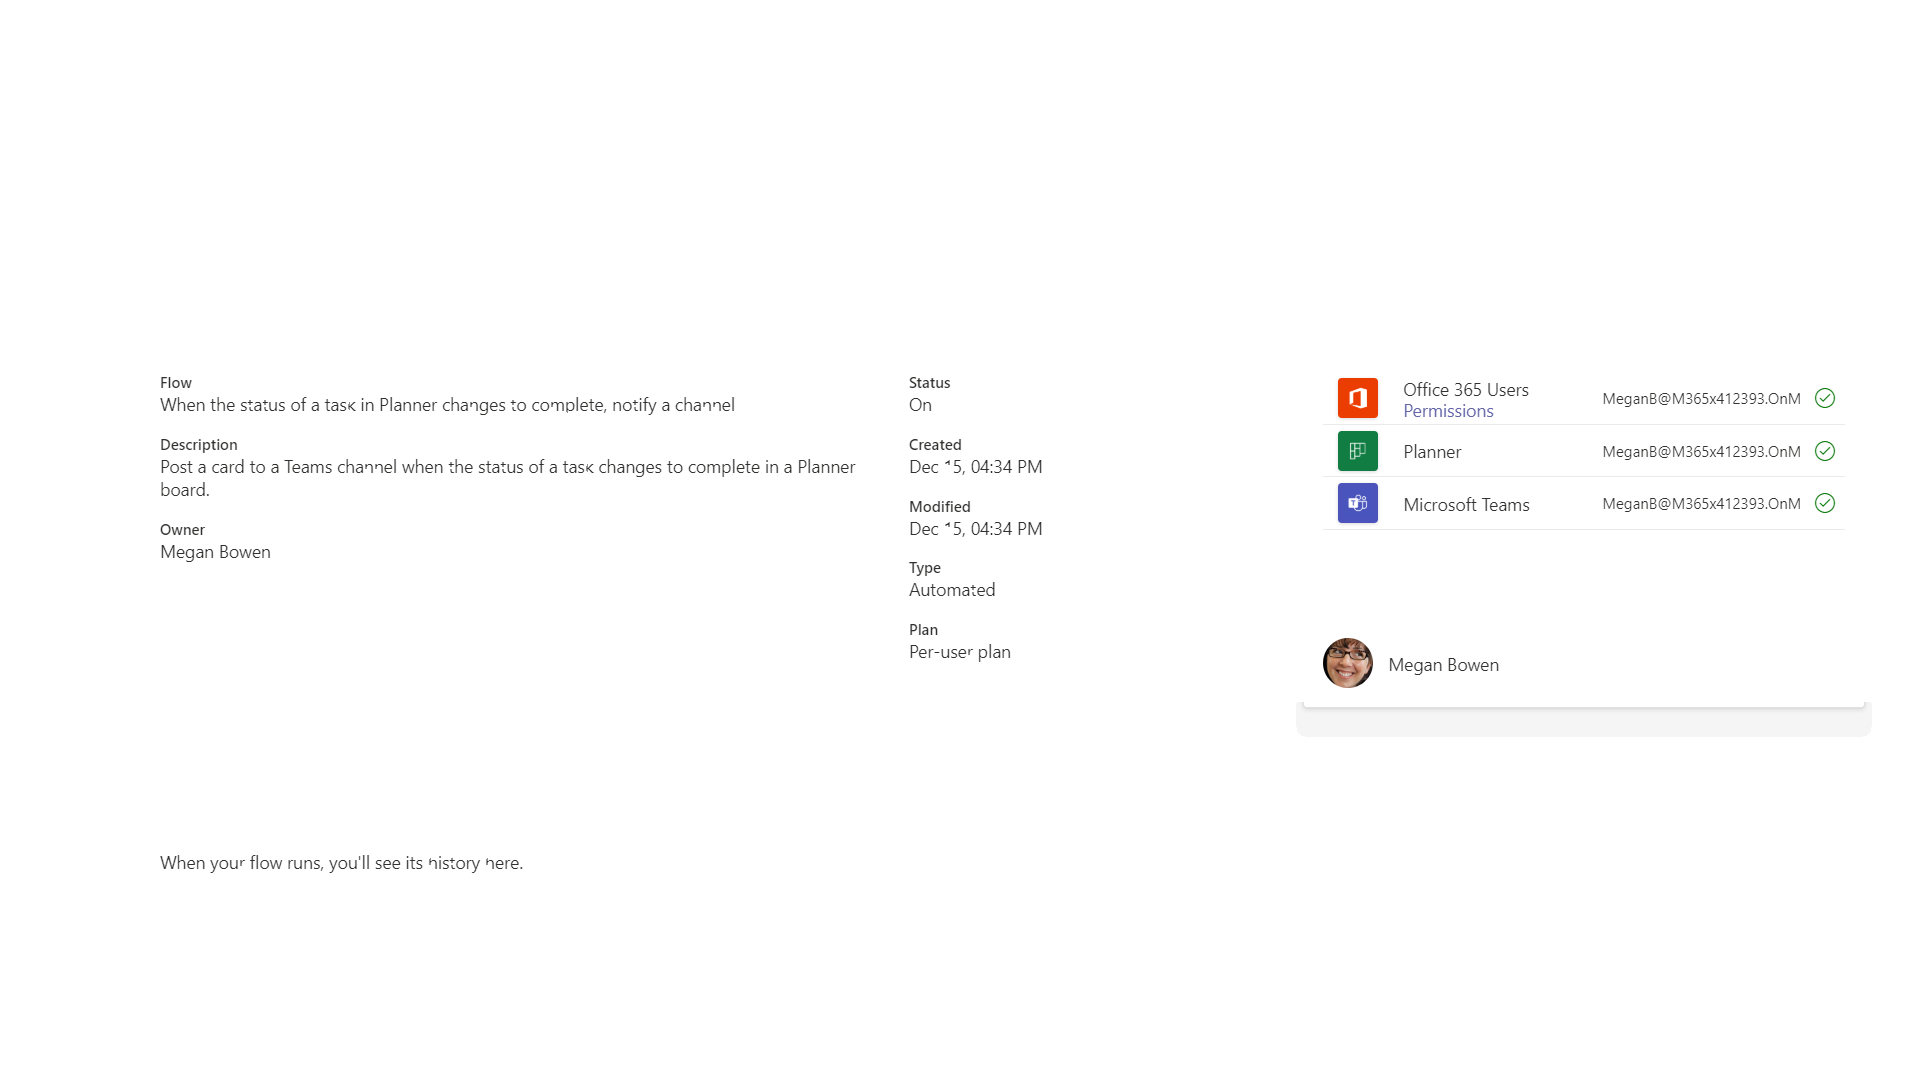 Flow
When the status of a task in Planner changes to complete, notify a channel
Description
Post a card to a Teams channel when the status of a task changes to complete in a Planner
board.
Owner
Megan Bowen
Status
On
Created
Dec 15, 04:34 PM
Modified
Dec 15, 04:34 PM
Type
Automated
Plan
Per-user plan
Office 365 Users
Permissions
MeganB@M365x412393.OnM
Planner
MeganB@M365x412393.OnM
Microsoft Teams
MeganB@M365x412393.OnM
Megan Bowen
When your flow runs, you'll see its history here.